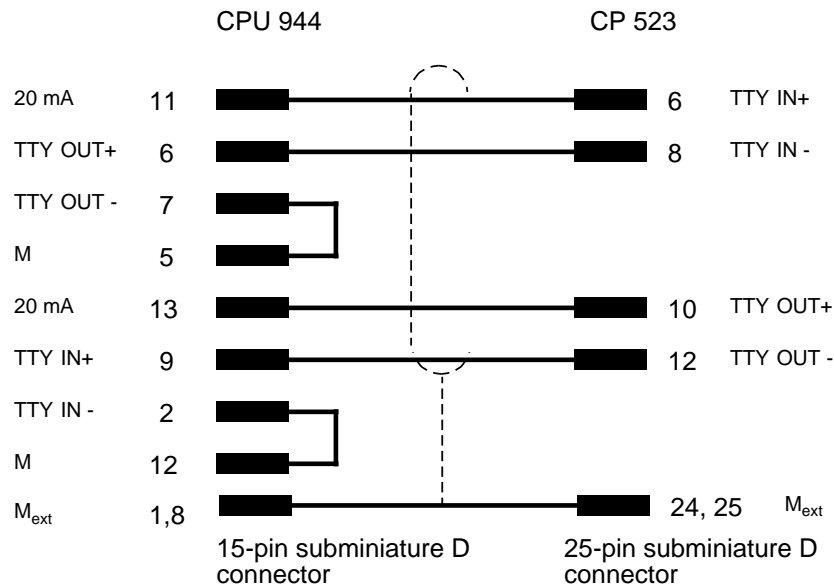 CPU 944 CP 523
20 mA 11 6 TTY IN+
TTY OUT+ 6 8 TTY IN -
TTY OUT - 7
M 5
20 mA 13 10 TTY OUT+
TTY IN+ 9 12 TTY OUT -
TTY IN - 2
M 12
Mext 1,8 24, 25 Mext
15-pin subminiature D 25-pin subminiature D
connector connector